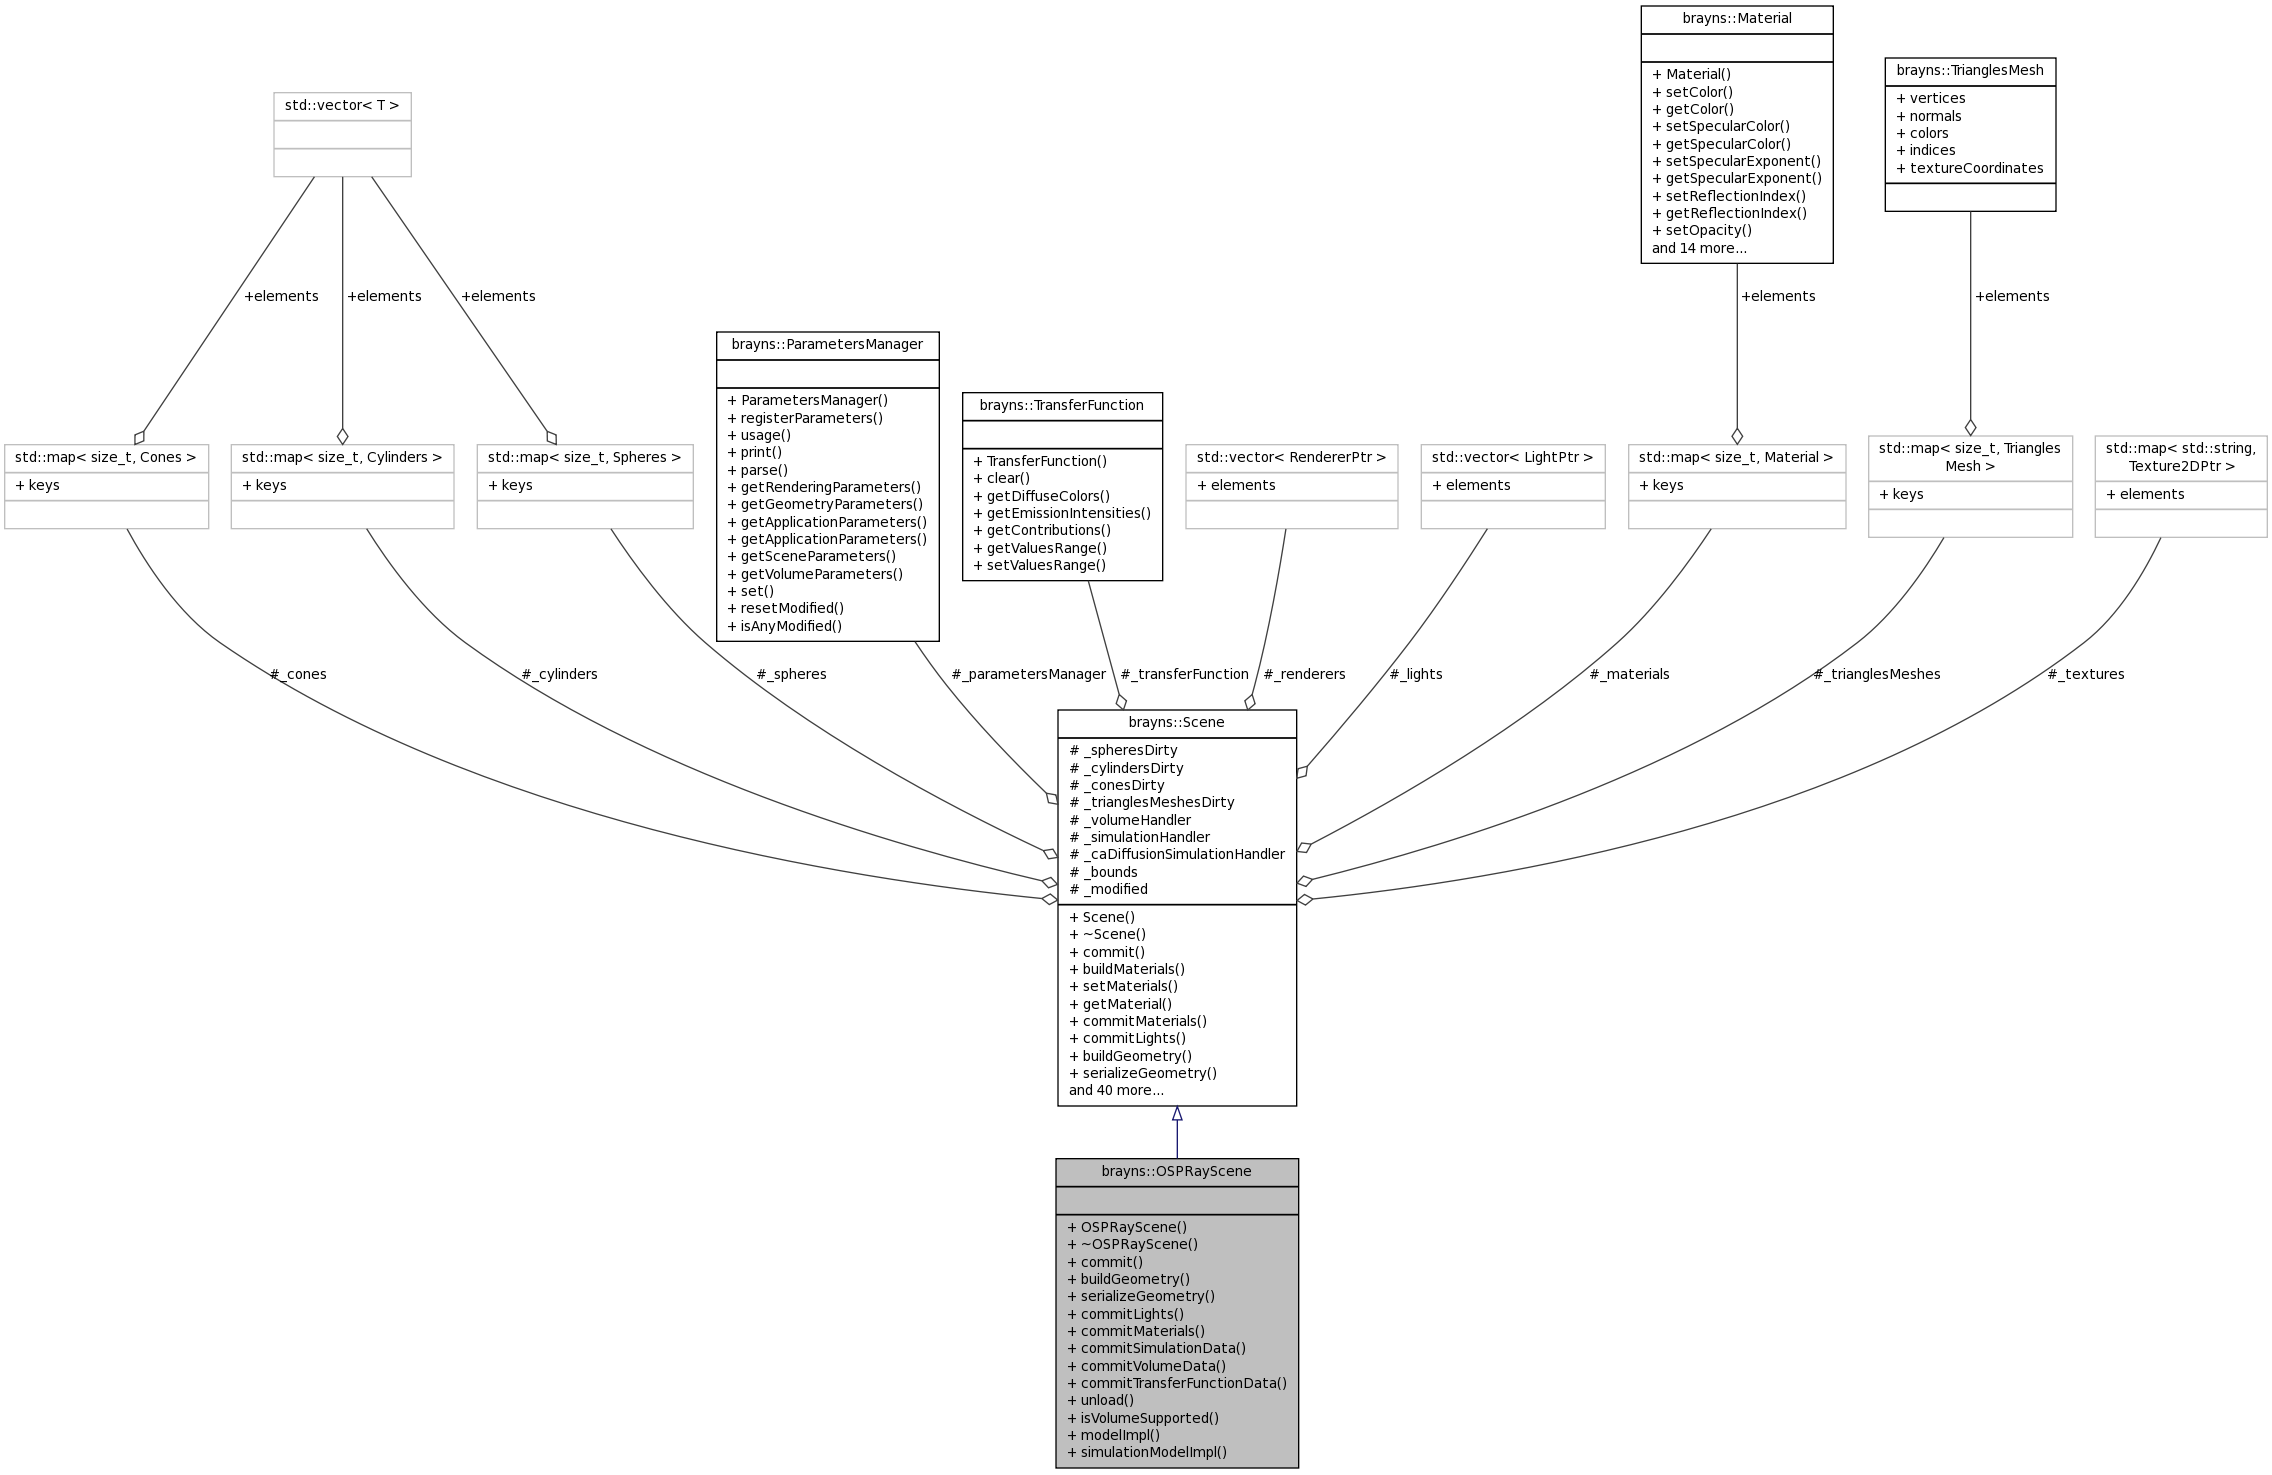 brayns::Material
+ Material()
+ setColor()
+ getColor()
+ setSpecularColor()
+ getSpecularColor()
+ setSpecularExponent()
+ getSpecularExponent()
+ setReflectionIndex()
+ getReflectionIndex()
+ setOpacity()
and 14 more...
brayns::TrianglesMesh
+ vertices
+ normals
+ colors
+ indices
+ textureCoordinates
std::vector< T >
+elements
+elements
+elements
+elements
+elements
std::map< size_t, Cones >
+ keys
std::map< size_t, Cylinders >
+ keys
std::map< size_t, Spheres >
+ keys
brayns::ParametersManager
+ ParametersManager()
+ registerParameters()
+ usage()
+ print()
+ parse()
+ getRenderingParameters()
+ getGeometryParameters()
+ getApplicationParameters()
+ getApplicationParameters()
+ getSceneParameters()
+ getVolumeParameters()
+ set()
+ resetModified()
+ isAnyModified()
brayns::TransferFunction
+ TransferFunction()
+ clear()
+ getDiffuseColors()
+ getEmissionIntensities()
+ getContributions()
+ getValuesRange()
+ setValuesRange()
std::vector< RendererPtr >
+ elements
std::vector< LightPtr >
+ elements
std::map< size_t, Material >
+ keys
std::map< size_t, Triangles
Mesh >
+ keys
std::map< std::string,
Texture2DPtr >
+ elements
#_cones
#_cylinders
#_spheres
#_parametersManager
#_transferFunction
#_renderers
#_lights
#_materials
#_trianglesMeshes
#_textures
brayns::Scene
# _spheresDirty
# _cylindersDirty
# _conesDirty
# _trianglesMeshesDirty
# _volumeHandler
# _simulationHandler
# _caDiffusionSimulationHandler
# _bounds
# _modified
+ Scene()
+ ~Scene()
+ commit()
+ buildMaterials()
+ setMaterials()
+ getMaterial()
+ commitMaterials()
+ commitLights()
+ buildGeometry()
+ serializeGeometry()
and 40 more...
brayns::OSPRayScene
+ OSPRayScene()
+ ~OSPRayScene()
+ commit()
+ buildGeometry()
+ serializeGeometry()
+ commitLights()
+ commitMaterials()
+ commitSimulationData()
+ commitVolumeData()
+ commitTransferFunctionData()
+ unload()
+ isVolumeSupported()
+ modelImpl()
+ simulationModelImpl()